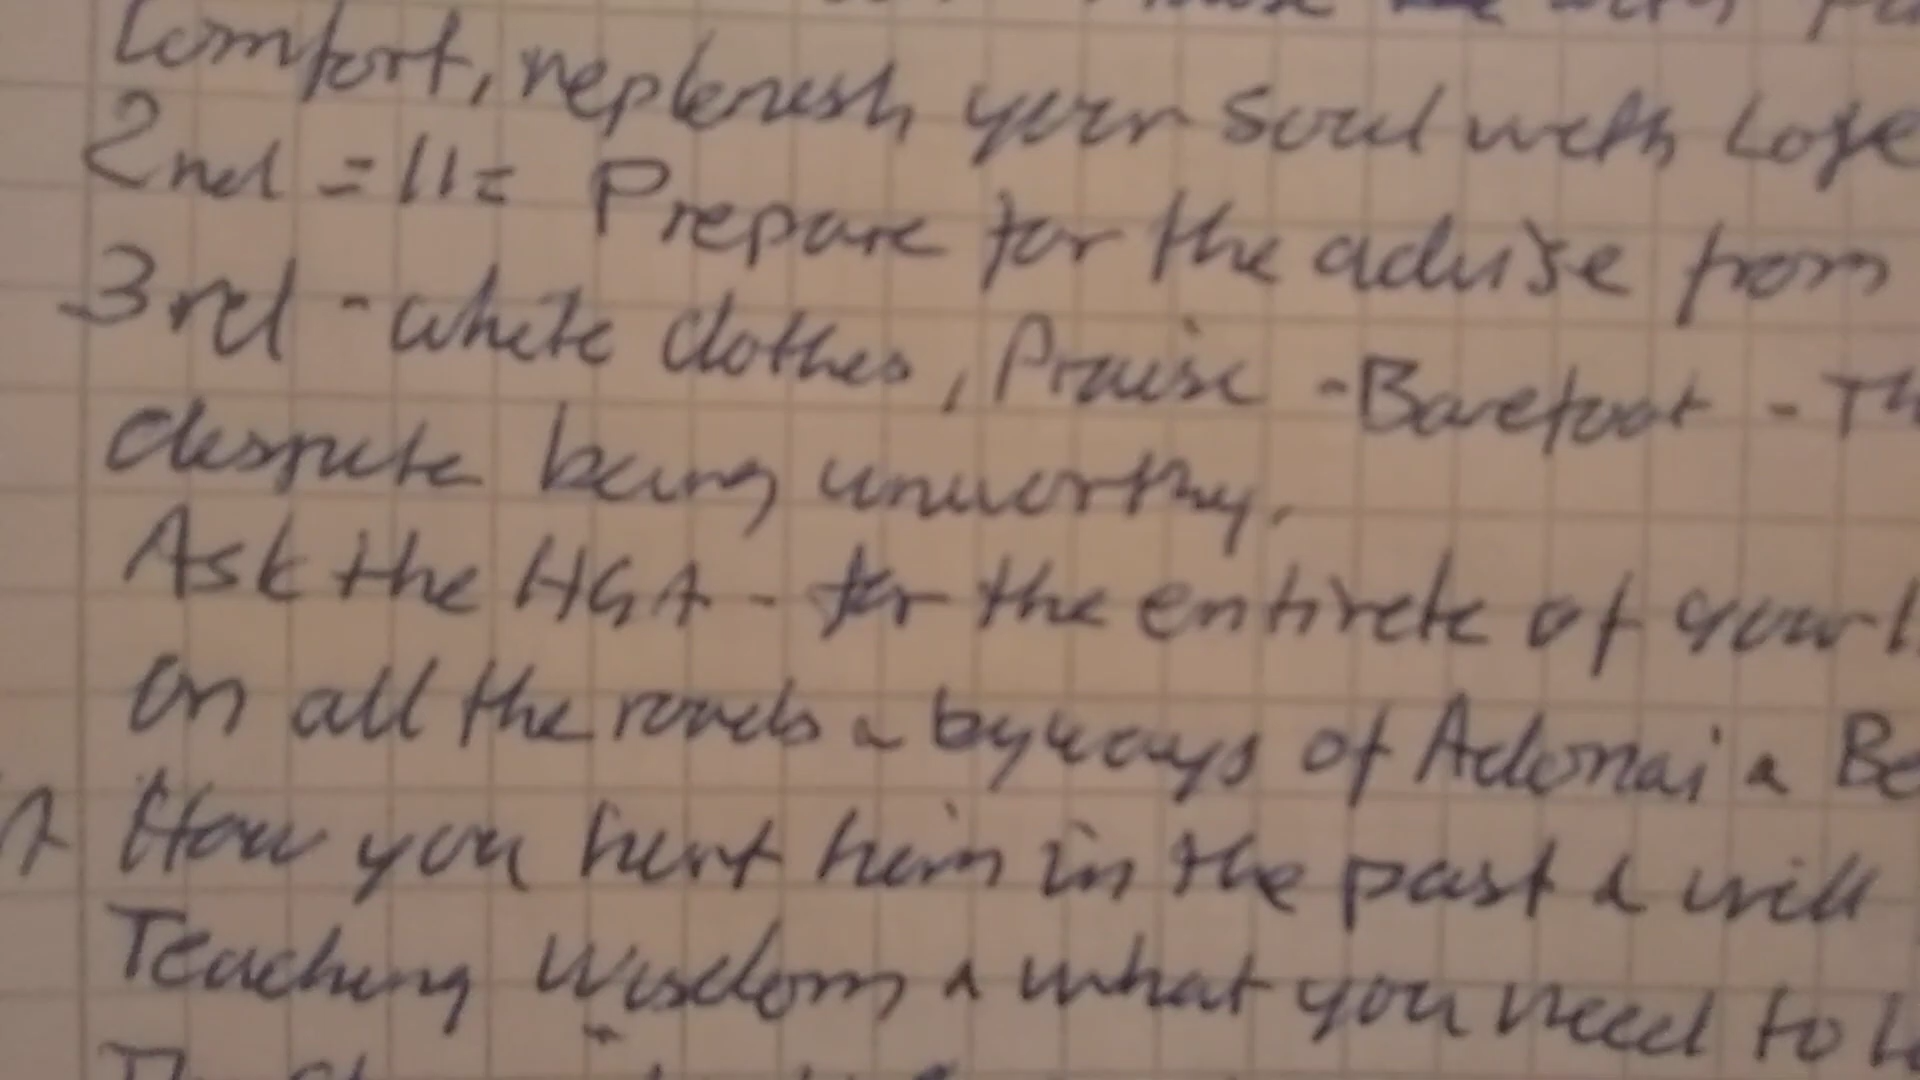 Comfort, replenish your Soul with Love
2nd = 11 = Prepare for the advise from
3rd - white clothes, Praise - Barefoot - Th
despite being unworthy.
Ask the HGA - for the entirete of your l
on all the roads & byways of Adonai & Be
How you hurt him in the past & will
Teaching Wisdom & what you need to